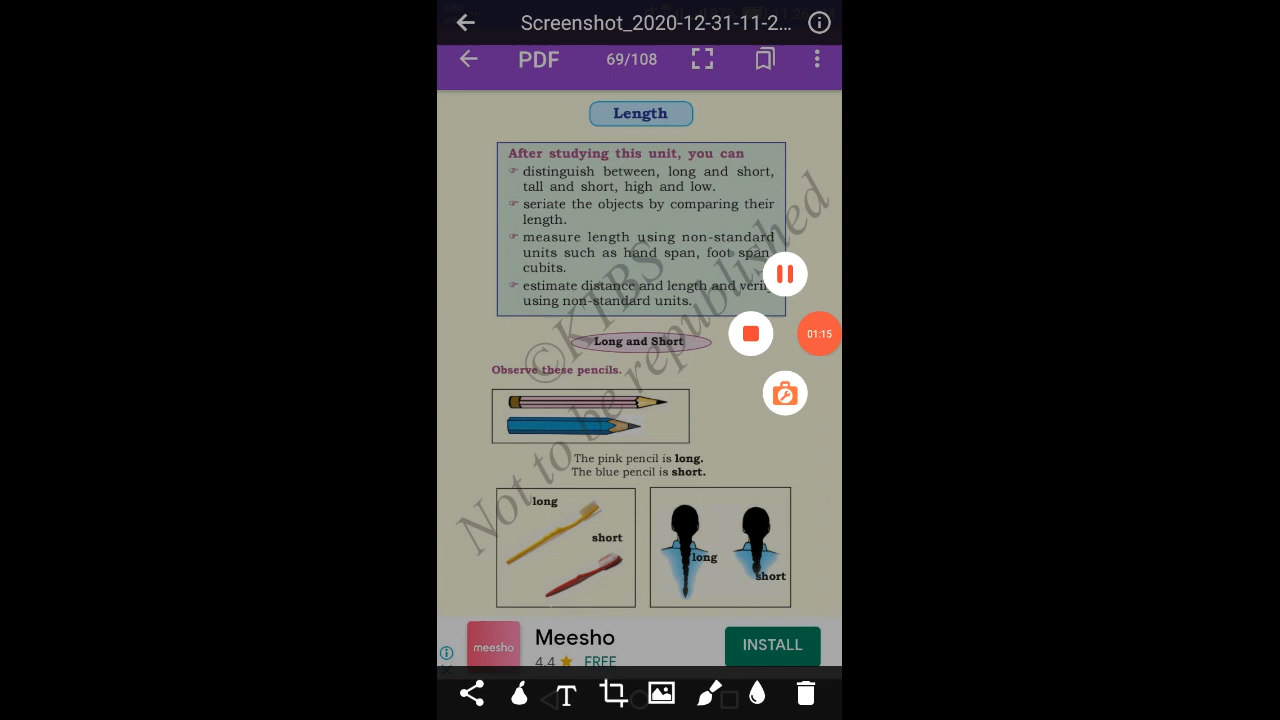 Screenshot_2020-12-31-11-2...
PDF 69/108
Length
After studying this unit, you can
distinguish between, long and short,
tall and short, high and low.
seriate the objects by comparing their
length.
measure length using non-standard
units such as hand span, foot span
cubits.
estimate distance and length and
using non-standard units.
01:15
Long and Short
Observe these pencils.
The pink pencil is long.
The blue pencil is short.
long
short
long
short
©KTBS
Not to be republished
meesho
Meesho
4.4 FREE
INSTALL
T